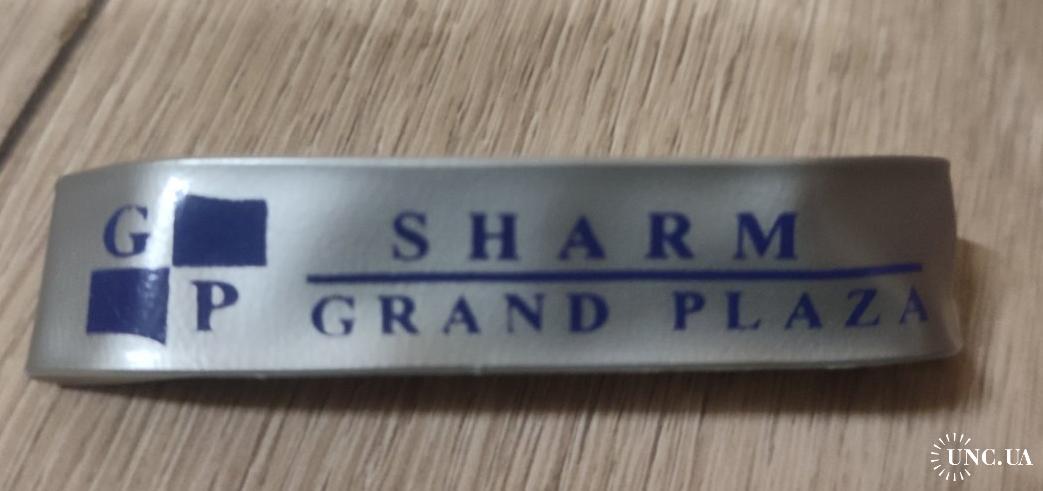 G
P
SHARM
GRAND PLAZA
UNC.UA